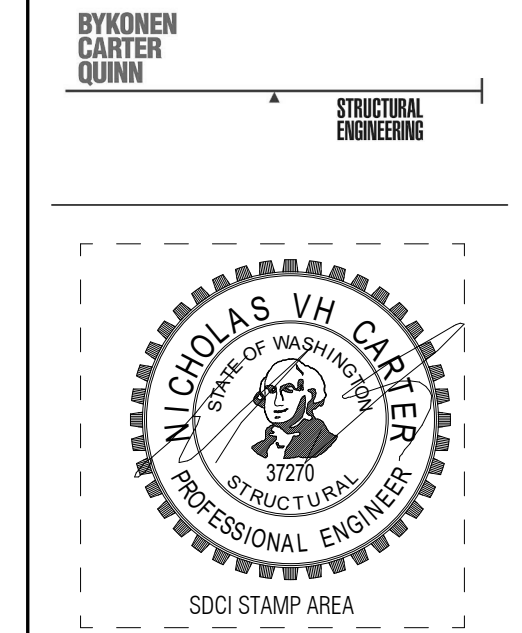 BYKONEN
CARTER
QUINN
STRUCTURAL
ENGINEERING
NICHOLAS VH CARTER
STATE OF WASHINGTON
37270
STRUCTURAL
PROFESSIONAL ENGINEER
SDCI STAMP AREA